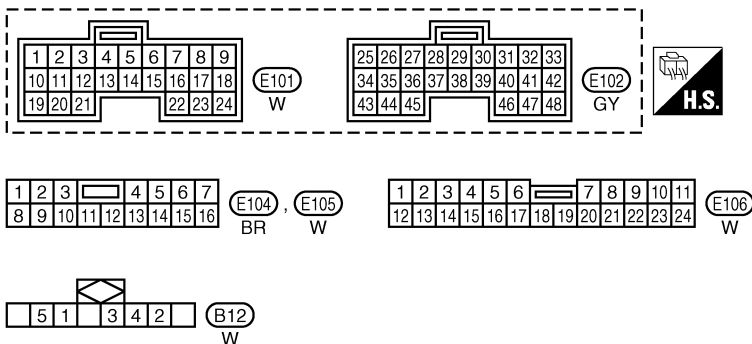 1 2 3 4 5 6 7 8 9
10 11 12 13 14 15 16 17 18
19 20 21 22 23 24
E101
W
25 26 27 28 29 30 31 32 33
34 35 36 37 38 39 40 41 42
43 44 45 46 47 48
E102
GY
H.S.
1 2 3 4 5 6 7
8 9 10 11 12 13 14 15 16
E104 , E105
BR W
1 2 3 4 5 6 7 8 9 10 11
12 13 14 15 16 17 18 19 20 21 22 23 24
E106
W
5 1 3 4 2
B12
W